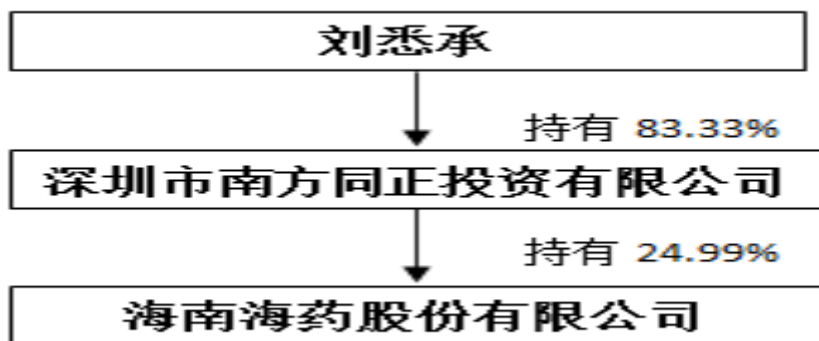 刘悉承
持有 83.33%
深圳市南方同正投资有限公司
持有 24.99%
海南海药股份有限公司